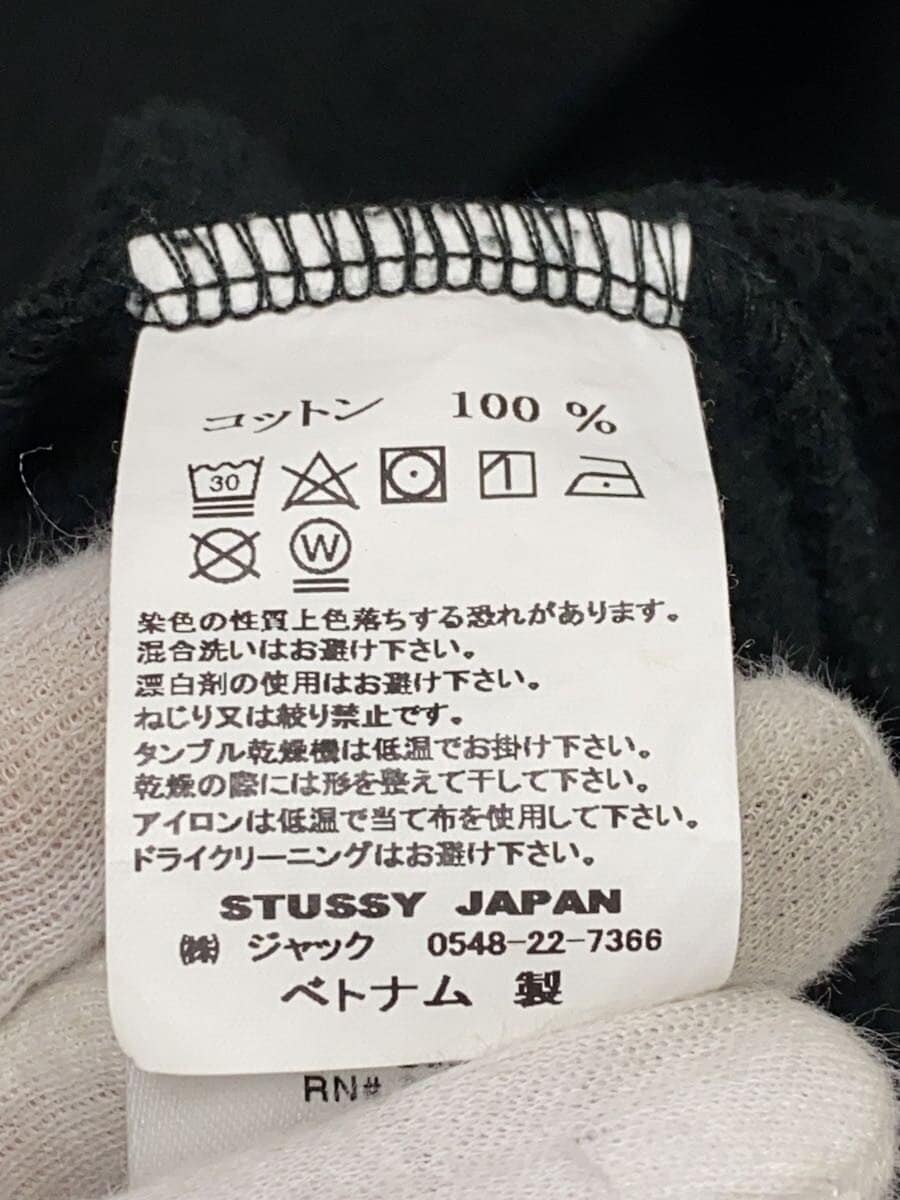 コットン 100 %
30
W
染色の性質上色落ちする恐れがあります。
混合洗いはお避け下さい。
漂白剤の使用はお避け下さい。
ねじり又は絞り禁止です。
タンブル乾燥機は低温でお掛け下さい。
乾燥の際には形を整えて干して下さい。
アイロンは低温で当て布を使用して下さい。
ドライクリーニングはお避け下さい。
STUSSY JAPAN
㈱ ジャック 0548-22-7366
ベトナム 製
RN#